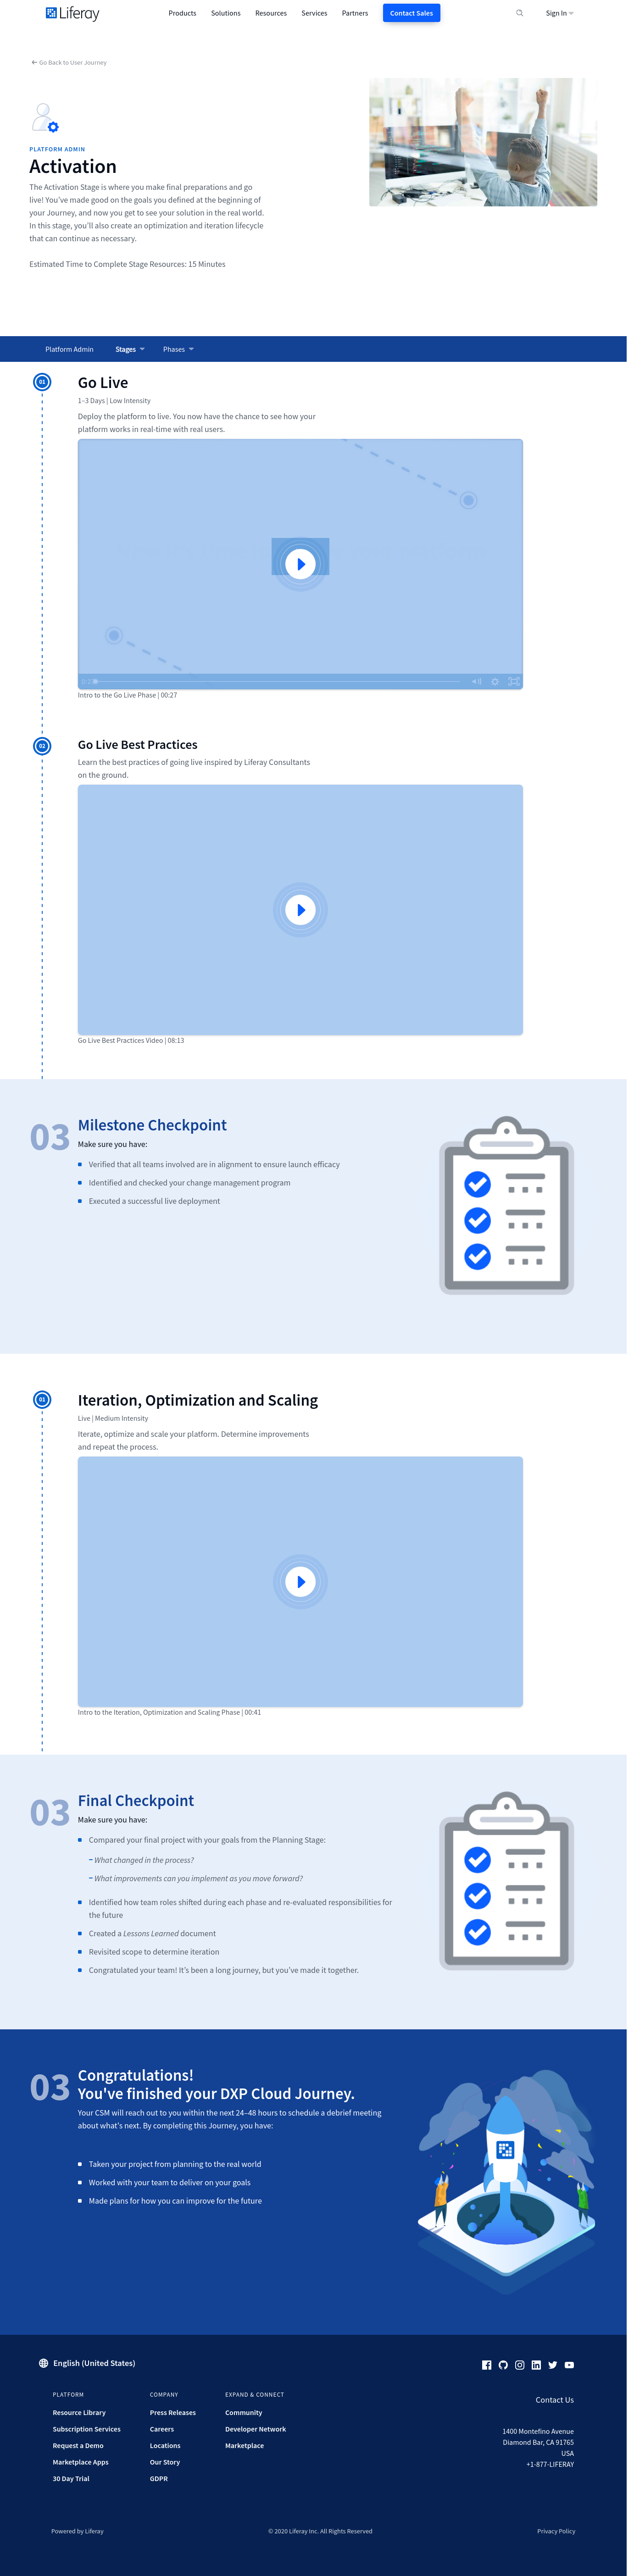 Liferay
Products Solutions Resources Services Partners Contact Sales Sign In
Go Back to User Journey
PLATFORM ADMIN
Activation
The Activation Stage is where you make final preparations and go
live! You've made good on the goals you defined at the beginning of
your Journey, and now you get to see your solution in the real world.
In this stage, you'll also create an optimization and iteration lifecycle
that can continue as necessary.
Estimated Time to Complete Stage Resources: 15 Minutes
Platform Admin Stages Phases
01
Go Live
1–3 Days | Low Intensity
Deploy the platform to live. You now have the chance to see how your
platform works in real-time with real users.
Intro to the Go Live Phase | 00:27
02
Go Live Best Practices
Learn the best practices of going live inspired by Liferay Consultants
on the ground.
Go Live Best Practices Video | 08:13
03
Milestone Checkpoint
Make sure you have:
Verified that all teams involved are in alignment to ensure launch efficacy
Identified and checked your change management program
Executed a successful live deployment
01
Iteration, Optimization and Scaling
Live | Medium Intensity
Iterate, optimize and scale your platform. Determine improvements
and repeat the process.
Intro to the Iteration, Optimization and Scaling Phase | 00:41
03
Final Checkpoint
Make sure you have:
Compared your final project with your goals from the Planning Stage:
– What changed in the process?
– What improvements can you implement as you move forward?
Identified how team roles shifted during each phase and re-evaluated responsibilities for
the future
Created a Lessons Learned document
Revisited scope to determine iteration
Congratulated your team! It's been a long journey, but you've made it together.
03
Congratulations!
You've finished your DXP Cloud Journey.
Your CSM will reach out to you within the next 24–48 hours to schedule a debrief meeting
about what's next. By completing this Journey, you have:
Taken your project from planning to the real world
Worked with your team to deliver on your goals
Made plans for how you can improve for the future
English (United States)
PLATFORM
Resource Library
Subscription Services
Request a Demo
Marketplace Apps
30 Day Trial
COMPANY
Press Releases
Careers
Locations
Our Story
GDPR
EXPAND & CONNECT
Community
Developer Network
Marketplace
Contact Us
1400 Montefino Avenue
Diamond Bar, CA 91765
USA
+1-877-LIFERAY
Powered by Liferay
© 2020 Liferay Inc. All Rights Reserved
Privacy Policy